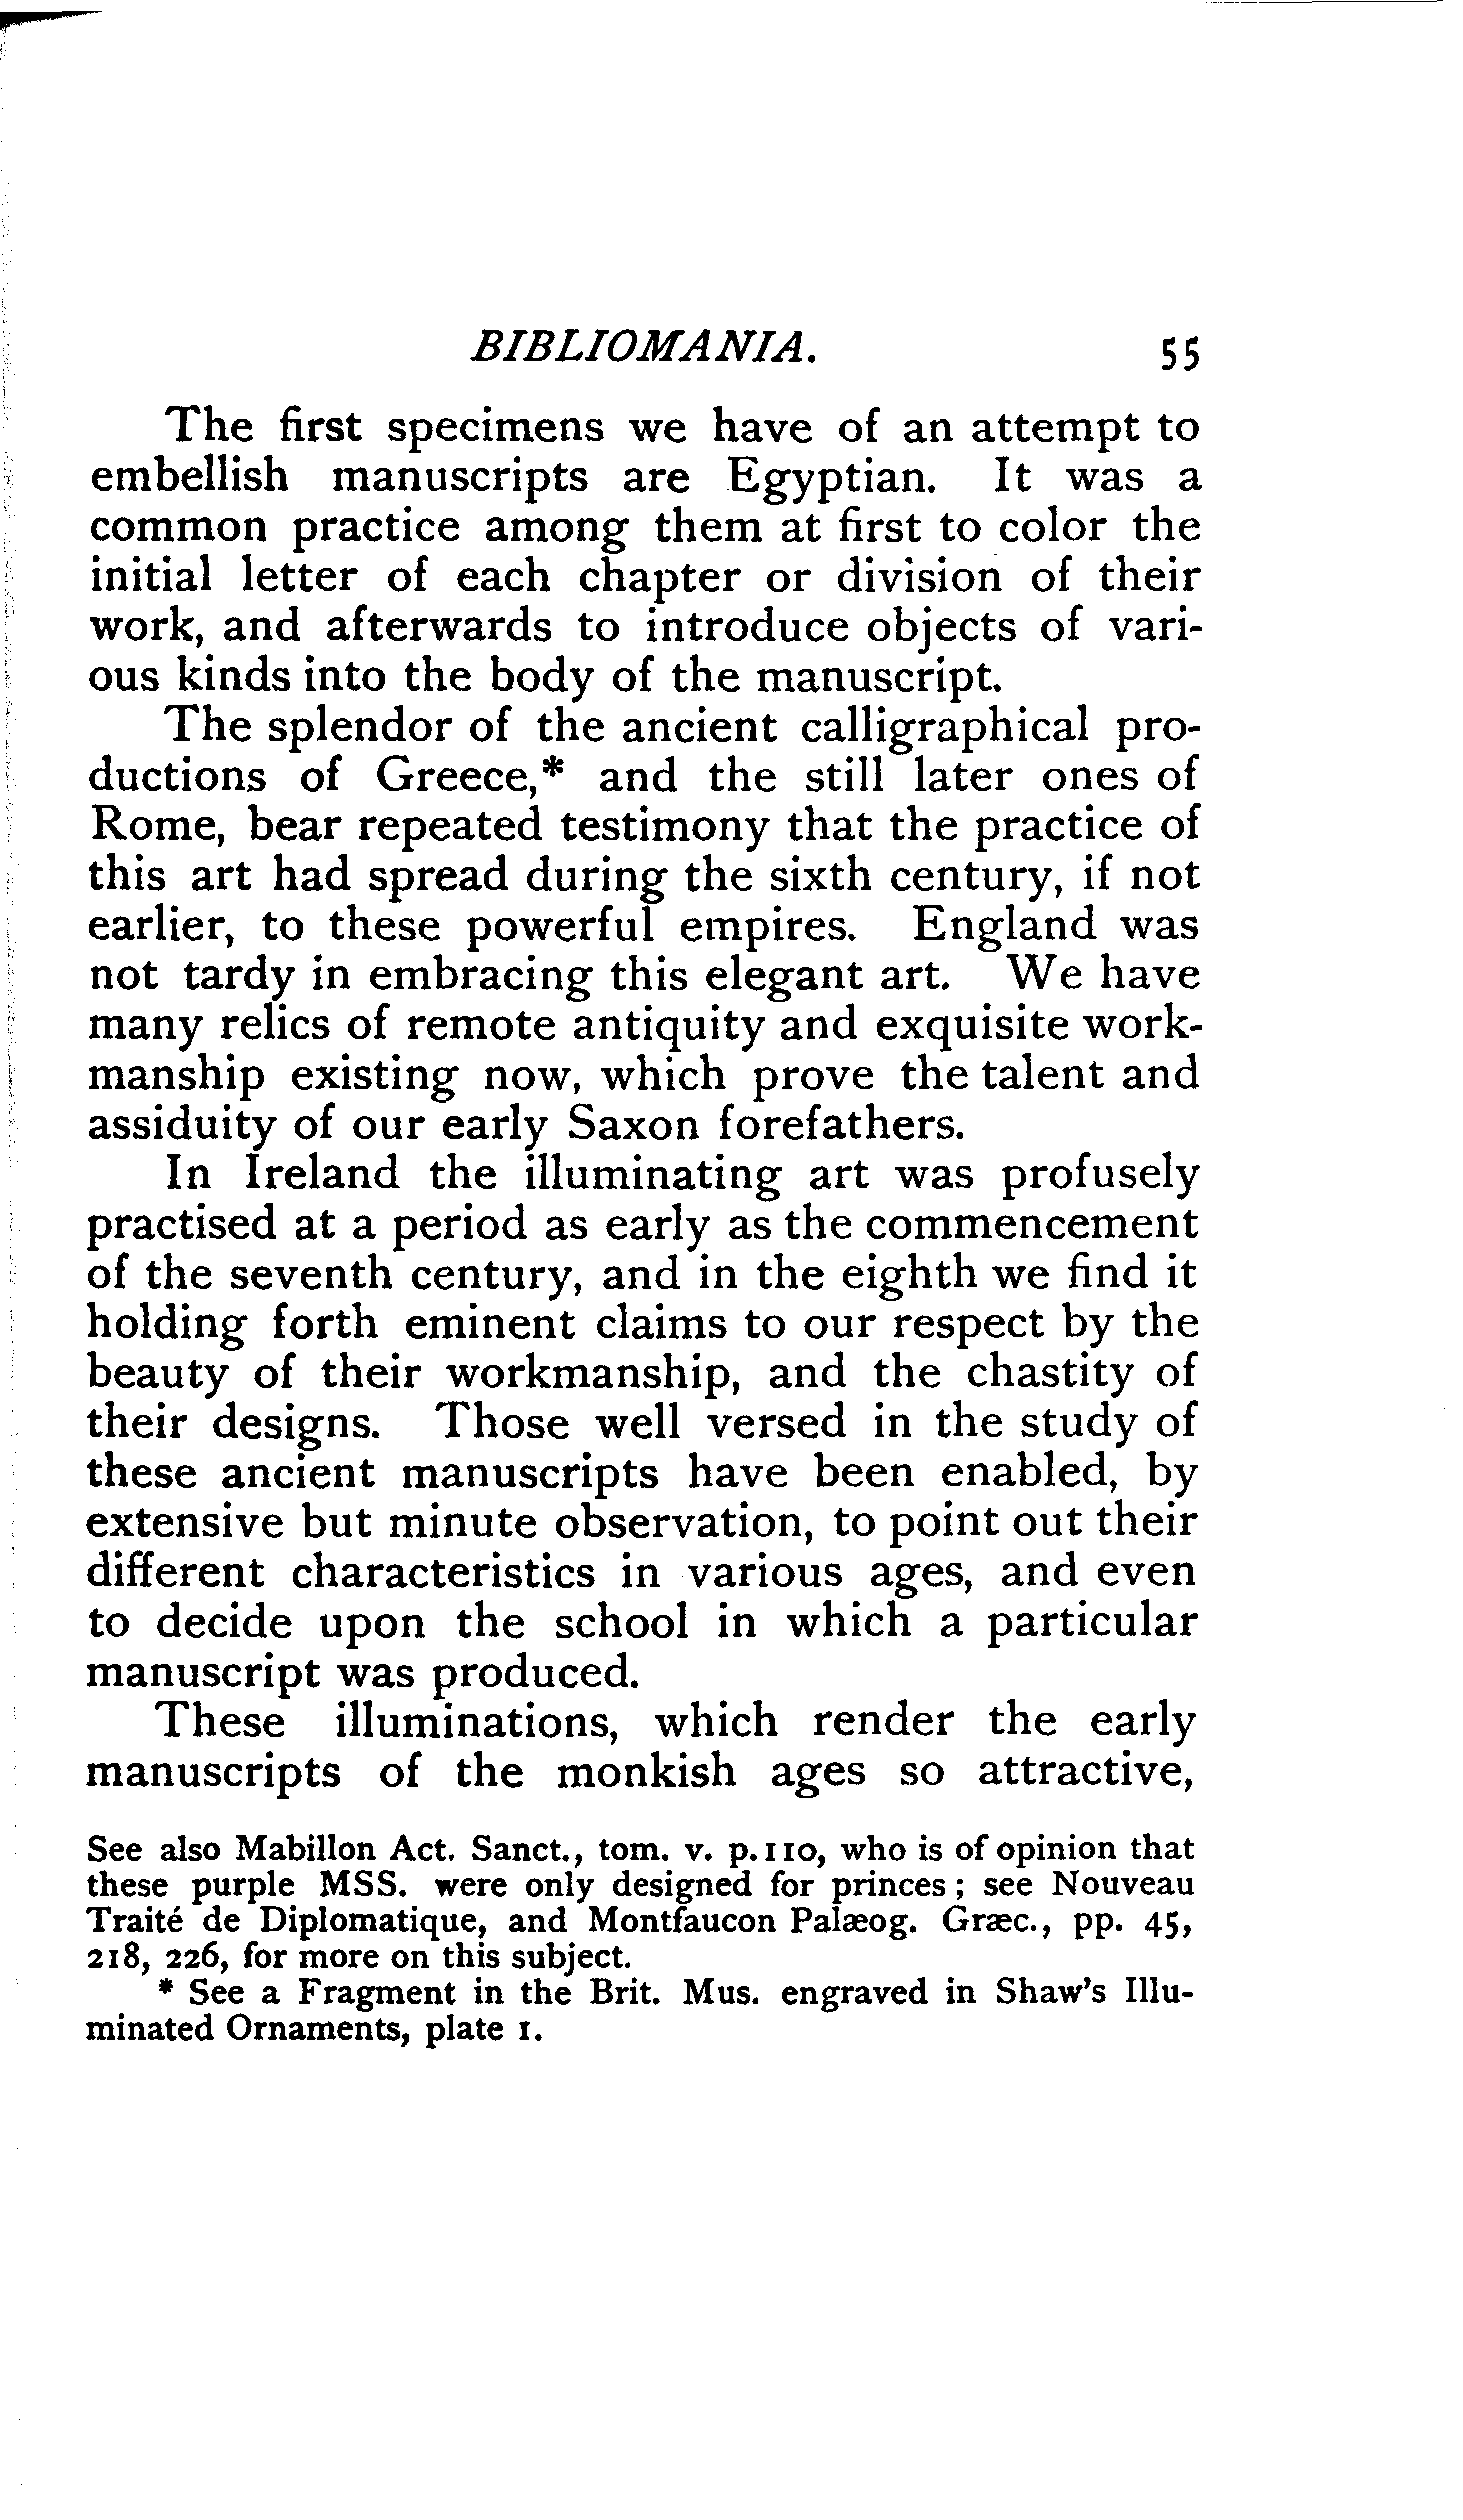 BIBLIOMANIA. 55
The first specimens we have of an attempt to
embellish manuscripts are Egyptian. It was a
common practice among them at first to color the
initial letter of each chapter or division of their
work, and afterwards to introduce objects of vari-
ous kinds into the body of the manuscript.
The splendor of the ancient calligraphical pro-
ductions of Greece,* and the still later ones of
Rome, bear repeated testimony that the practice of
this art had spread during the sixth century, if not
earlier, to these powerful empires. England was
not tardy in embracing this elegant art. We have
many relics of remote antiquity and exquisite work-
manship existing now, which prove the talent and
assiduity of our early Saxon forefathers.
In Ireland the illuminating art was profusely
practised at a period as early as the commencement
of the seventh century, and in the eighth we find it
holding forth eminent claims to our respect by the
beauty of their workmanship, and the chastity of
their designs. Those well versed in the study of
these ancient manuscripts have been enabled, by
extensive but minute observation, to point out their
different characteristics in various ages, and even
to decide upon the school in which a particular
manuscript was produced.
These illuminations, which render the early
manuscripts of the monkish ages so attractive,
See also Mabillon Act. Sanct., tom. v. p. 110, who is of opinion that
these purple MSS. were only designed for princes; see Nouveau
Traité de Diplomatique, and Montfaucon Palæog. Græc., pp. 45,
218, 226, for more on this subject.
* See a Fragment in the Brit. Mus. engraved in Shaw's Illu-
minated Ornaments, plate 1.